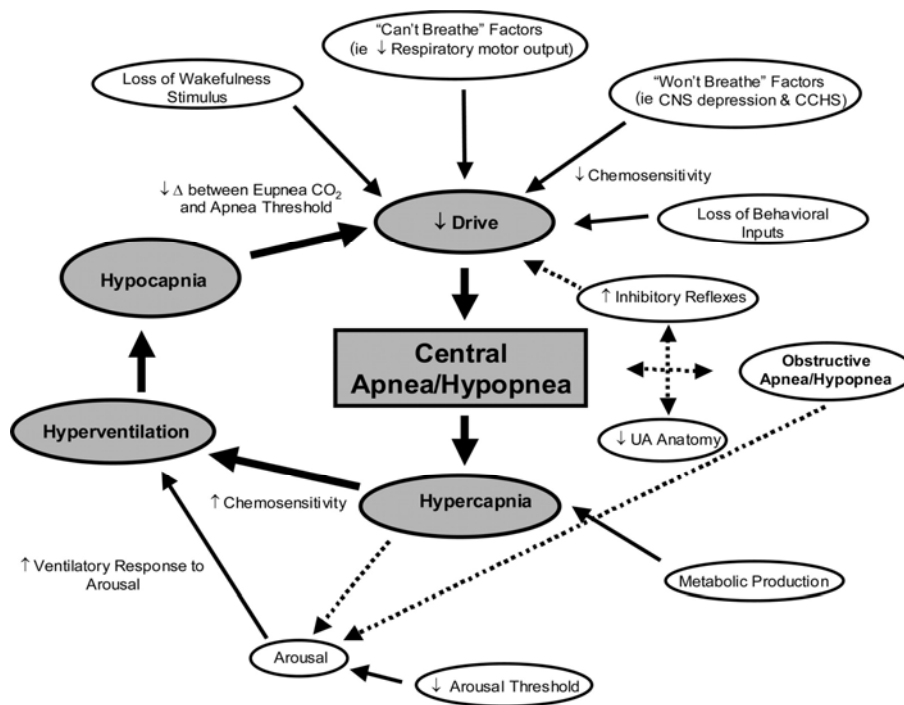 “Can't Breathe” Factors
(ie ↓ Respiratory motor output)
Loss of Wakefulness
Stimulus
“Won't Breathe” Factors
(ie CNS depression & CCHS)
↓ Δ between Eupnea CO₂
and Apnea Threshold
↓ Chemosensitivity
↓ Drive
Loss of Behavioral
Inputs
Hypocapnia
↑ Inhibitory Reflexes
Central
Apnea/Hypopnea
Obstructive
Apnea/Hypopnea
Hyperventilation
↓ UA Anatomy
↑ Chemosensitivity
Hypercapnia
↑ Ventilatory Response to
Arousal
Metabolic Production
Arousal
↓ Arousal Threshold